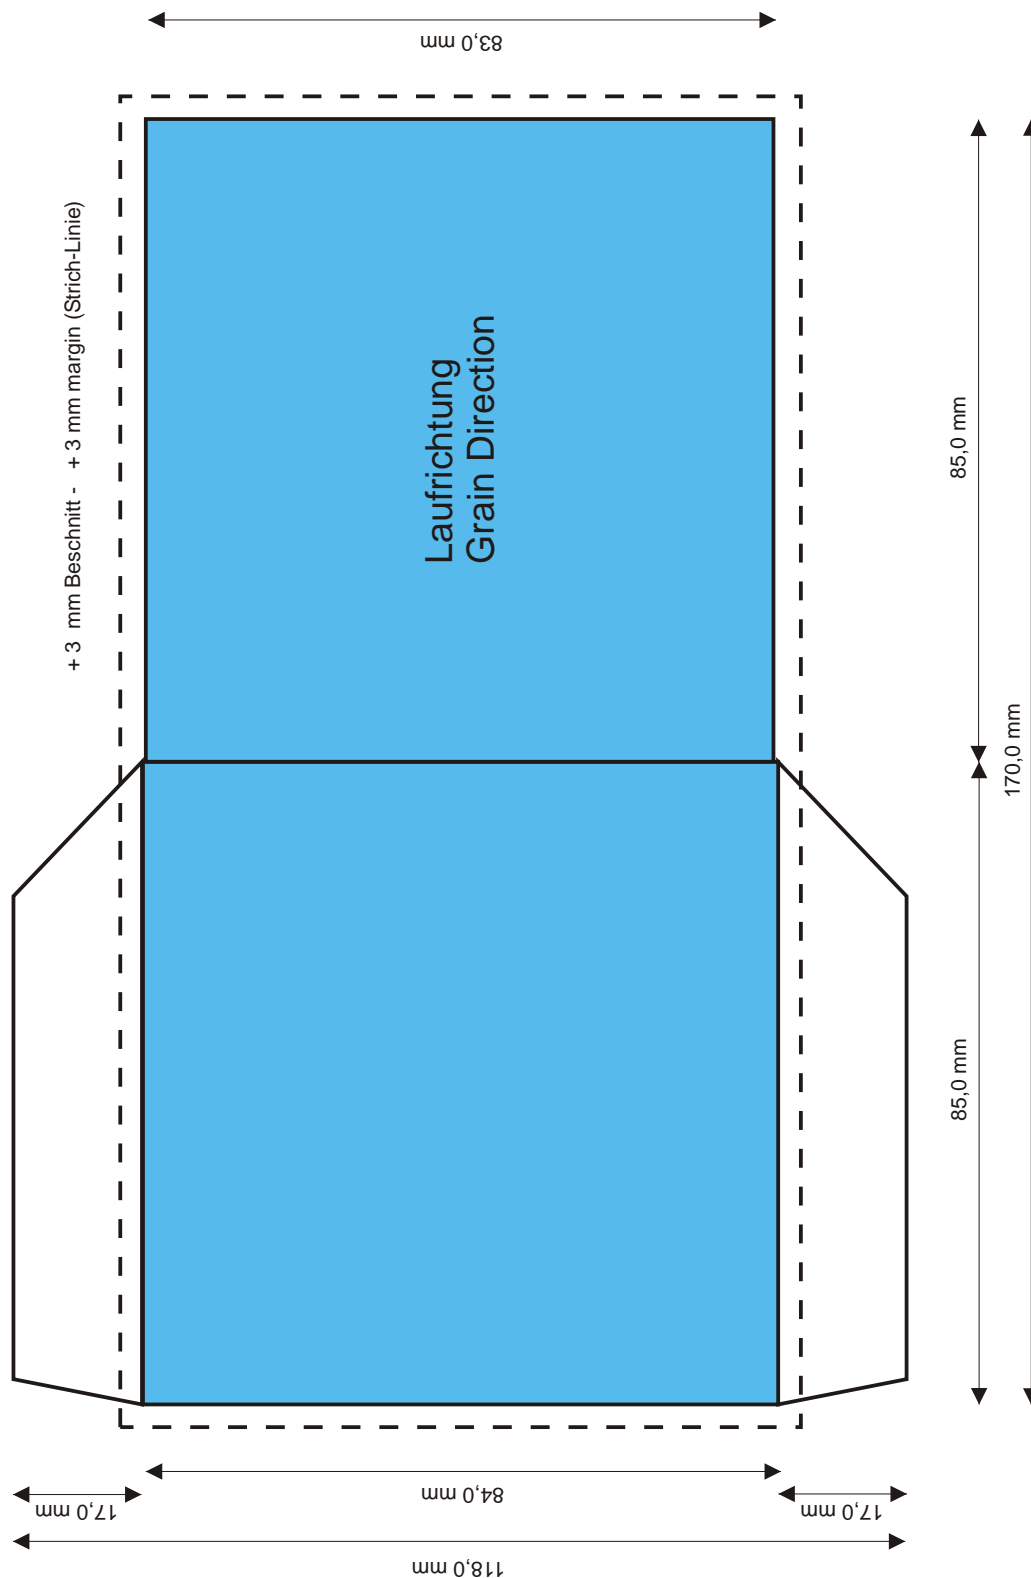 83,0 mm
+ 3 mm Beschnitt - + 3 mm margin (Strich-Linie)
Laufrichtung
Grain Direction
85,0 mm
170,0 mm
85,0 mm
17,0 mm
84,0 mm
17,0 mm
118,0 mm